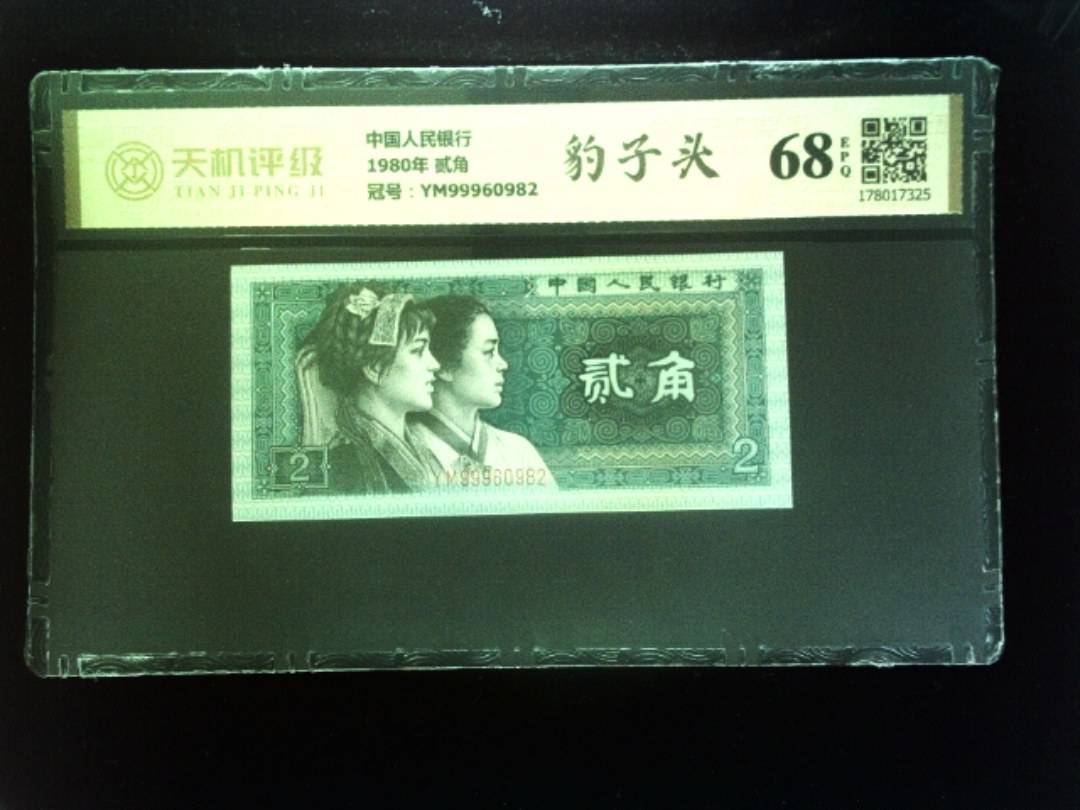 天机评级
TIAN JI PING JI
中国人民银行
1980年 贰角
冠号：YM99960982
豹子头
68
EPQ
178017325
中国人民银行
贰角
2
2
YM99960982